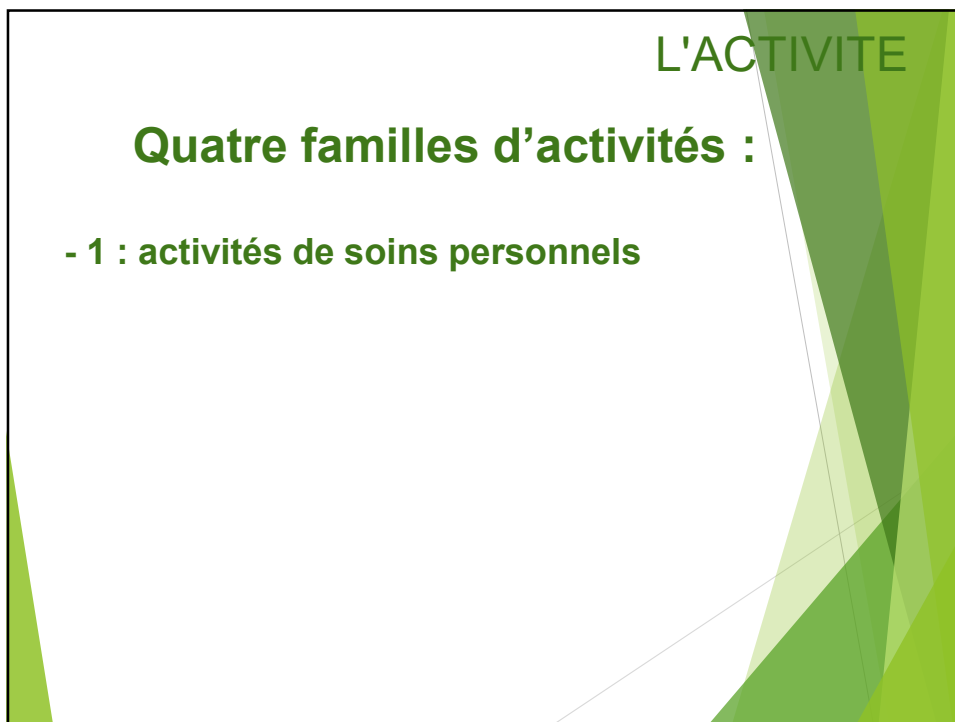 L'ACTIVITE
Quatre familles d’activités :
- 1 : activités de soins personnels